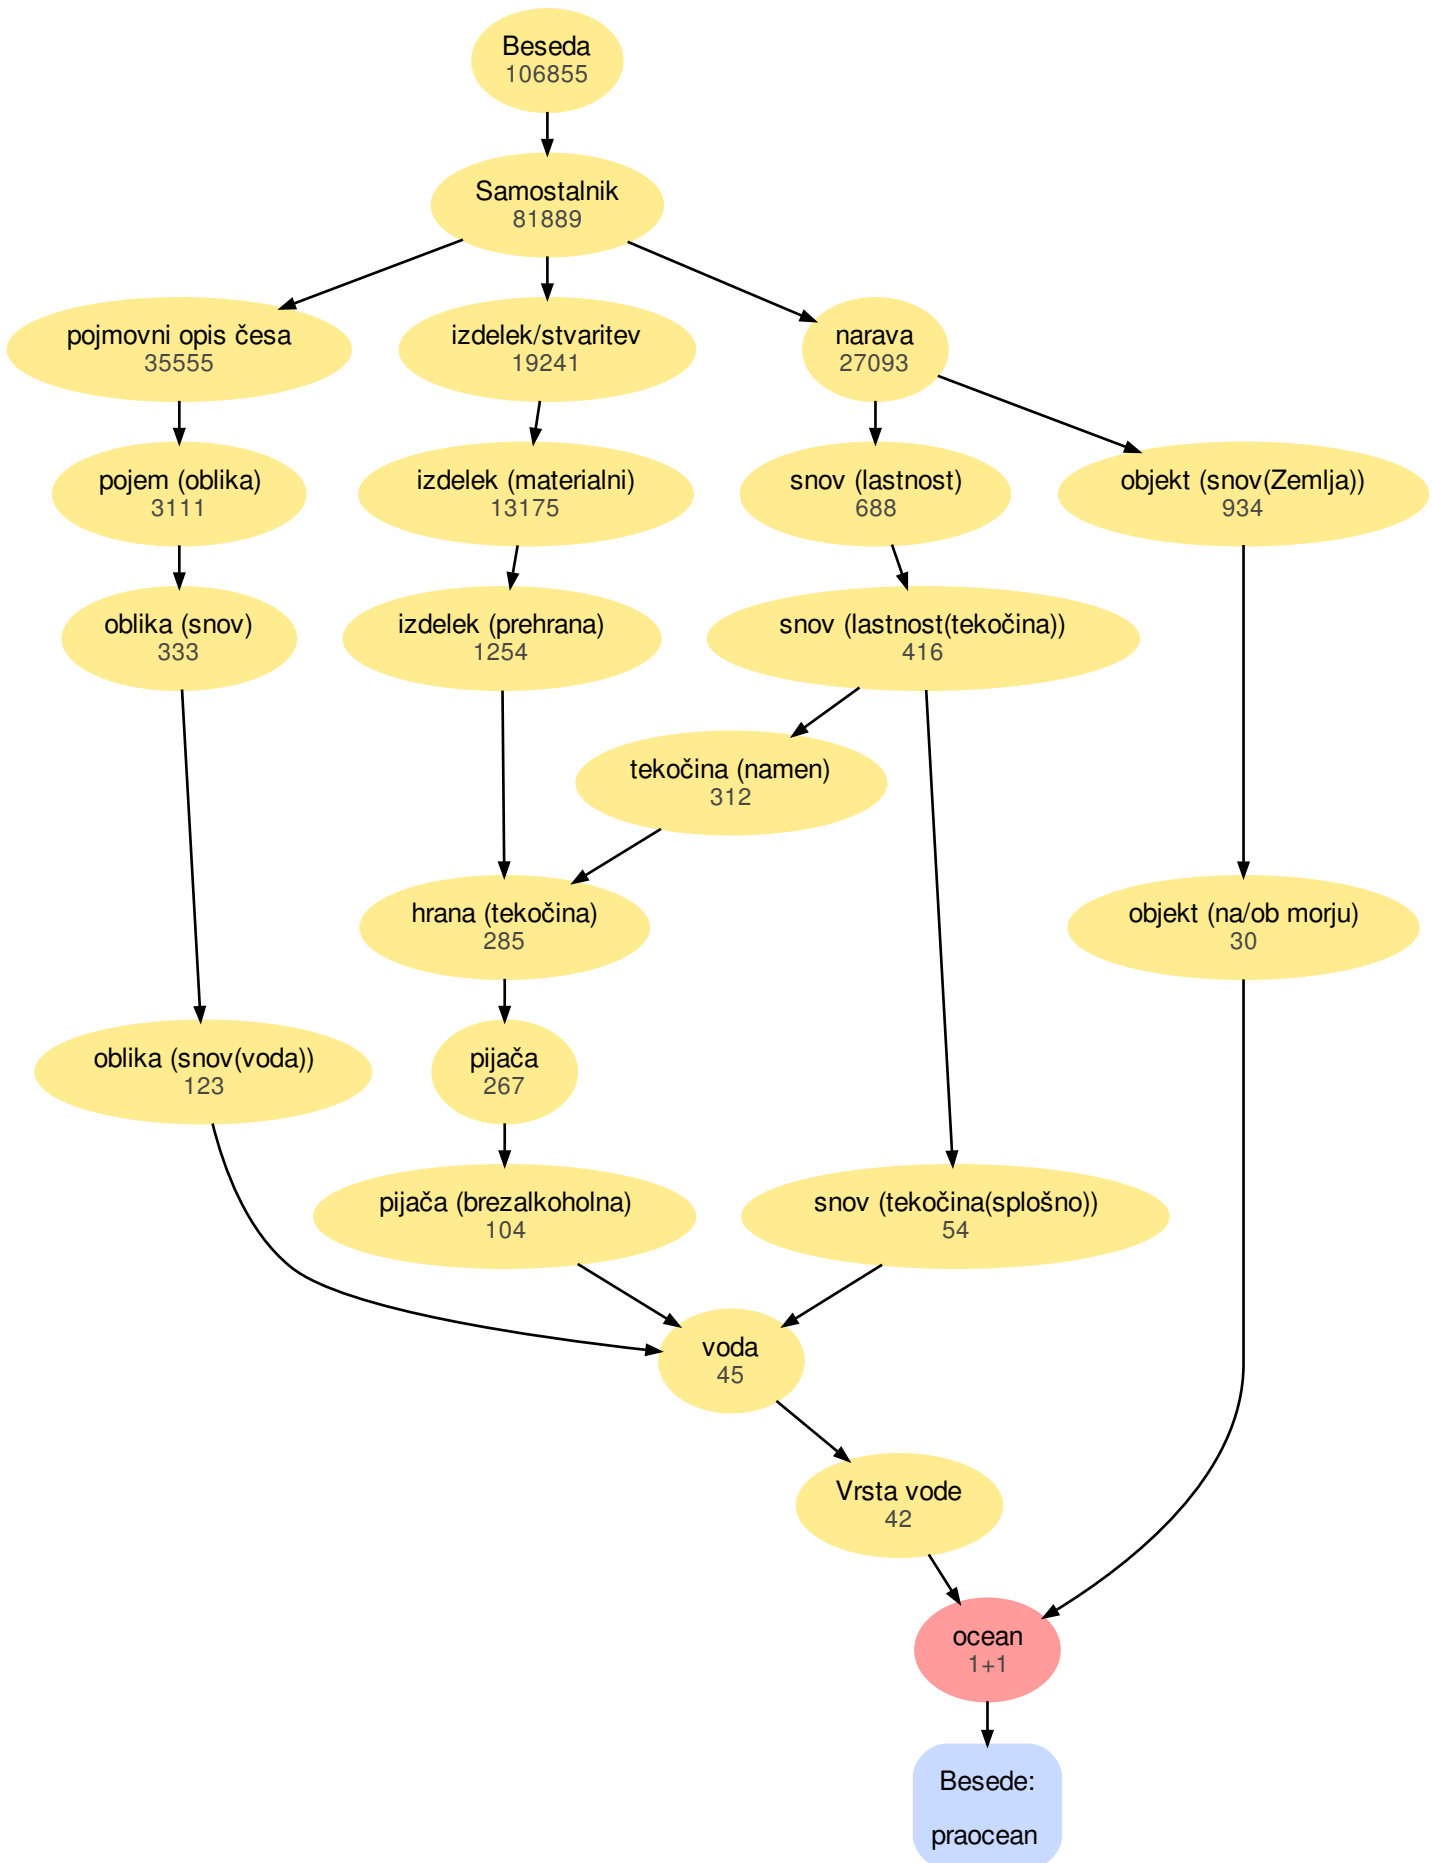 Beseda
106855
Samostalnik
81889
pojmovni opis česa
35555
izdelek/stvaritev
19241
narava
27093
pojem (oblika)
3111
izdelek (materialni)
13175
snov (lastnost)
688
objekt (snov(Zemlja))
934
oblika (snov)
333
izdelek (prehrana)
1254
snov (lastnost(tekočina))
416
tekočina (namen)
312
hrana (tekočina)
285
objekt (na/ob morju)
30
oblika (snov(voda))
123
pijača
267
pijača (brezalkoholna)
104
snov (tekočina(splošno))
54
voda
45
Vrsta vode
42
ocean
1+1
Besede:
praocean